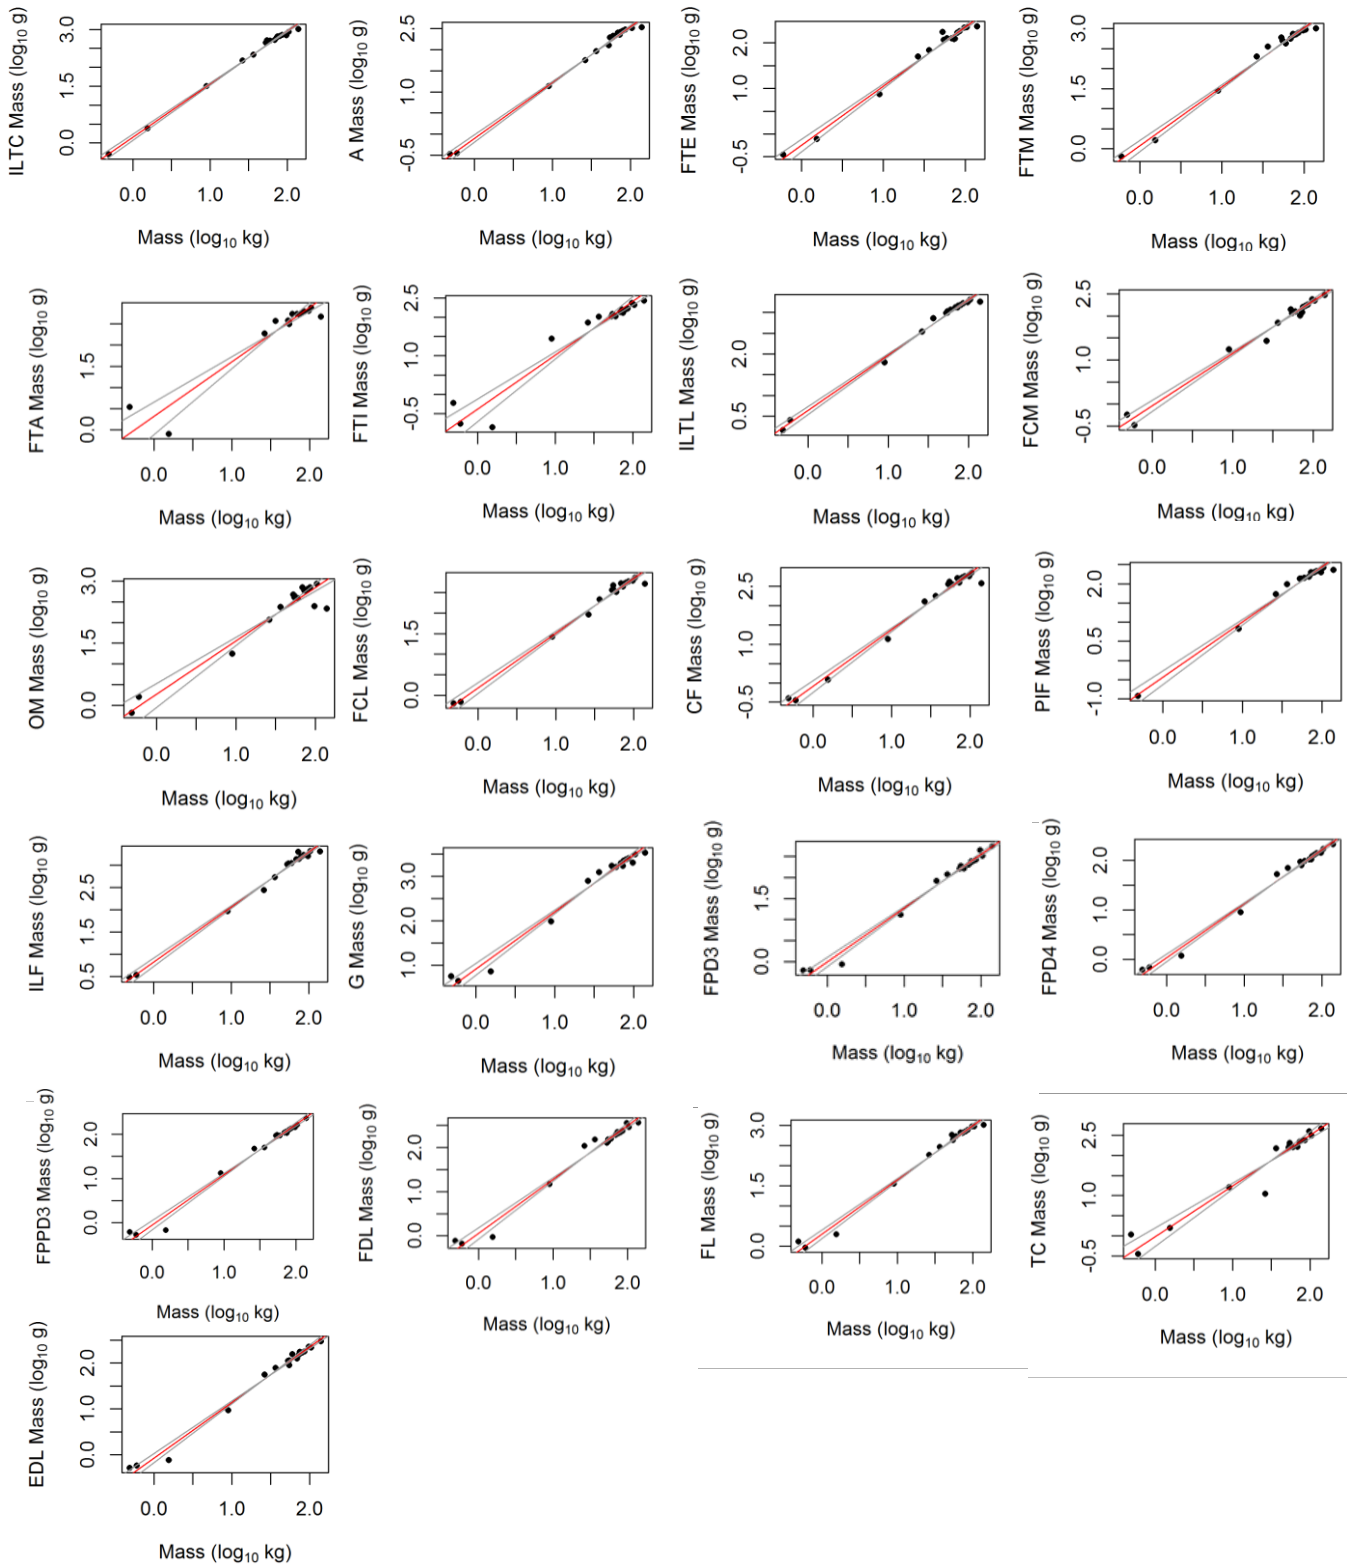 ILTC Mass (log10 g)
3.0
1.5
0.0
0.0 1.0 2.0
Mass (log10 kg)
A Mass (log10 g)
2.5
1.0
-0.5
0.0 1.0 2.0
Mass (log10 kg)
FTE Mass (log10 g)
2.0
1.0
-0.5
0.0 1.0 2.0
Mass (log10 kg)
FTM Mass (log10 g)
3.0
1.5
0.0
0.0 1.0 2.0
Mass (log10 kg)
FTA Mass (log10 g)
1.5
0.0
0.0 1.0 2.0
Mass (log10 kg)
FTI Mass (log10 g)
2.5
1.0
-0.5
0.0 1.0 2.0
Mass (log10 kg)
ILTL Mass (log10 g)
2.0
0.5
0.0 1.0 2.0
Mass (log10 kg)
FCM Mass (log10 g)
2.5
1.0
-0.5
0.0 1.0 2.0
Mass (log10 kg)
OM Mass (log10 g)
3.0
1.5
0.0
0.0 1.0 2.0
Mass (log10 kg)
FCL Mass (log10 g)
1.5
0.0
0.0 1.0 2.0
Mass (log10 kg)
CF Mass (log10 g)
2.5
1.0
-0.5
0.0 1.0 2.0
Mass (log10 kg)
PIF Mass (log10 g)
2.0
0.5
-1.0
0.0 1.0 2.0
Mass (log10 kg)
ILF Mass (log10 g)
2.5
1.5
0.5
0.0 1.0 2.0
Mass (log10 kg)
G Mass (log10 g)
3.0
2.0
1.0
0.0 1.0 2.0
Mass (log10 kg)
FPD3 Mass (log10 g)
1.5
0.0
0.0 1.0 2.0
Mass (log10 kg)
FPD4 Mass (log10 g)
2.0
1.0
0.0
0.0 1.0 2.0
Mass (log10 kg)
FPPD3 Mass (log10 g)
2.0
1.0
0.0
0.0 1.0 2.0
Mass (log10 kg)
FDL Mass (log10 g)
2.0
1.0
0.0
0.0 1.0 2.0
Mass (log10 kg)
FL Mass (log10 g)
3.0
1.5
0.0
0.0 1.0 2.0
Mass (log10 kg)
TC Mass (log10 g)
2.5
1.0
-0.5
0.0 1.0 2.0
Mass (log10 kg)
EDL Mass (log10 g)
2.0
1.0
0.0
0.0 1.0 2.0
Mass (log10 kg)